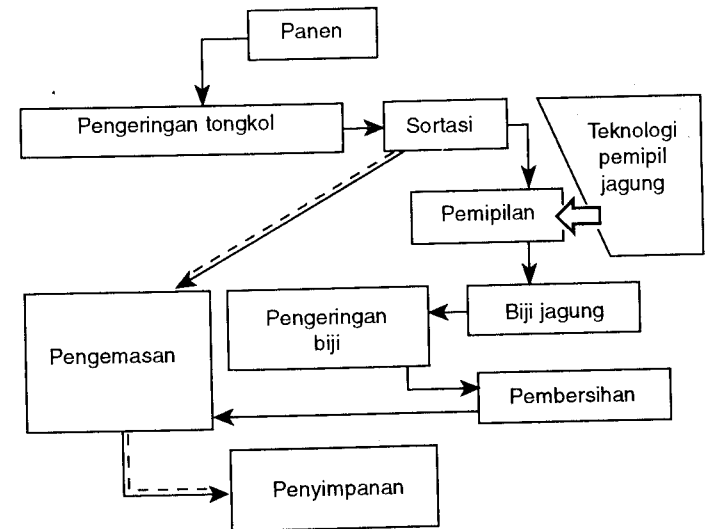 Panen
Pengeringan tongkol
Sortasi
Teknologi
pemipil
jagung
Pemipilan
Biji jagung
Pengeringan
biji
Pengemasan
Pembersihan
Penyimpanan